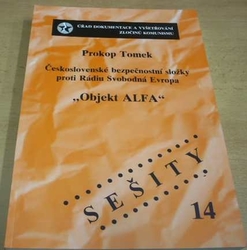 ÚŘAD DOKUMENTACE A VYŠETŘOVÁNÍ
ZLOČINŮ KOMUNISMU
Prokop Tomek
Československé bezpečnostní složky
proti Rádiu Svobodná Evropa
„Objekt ALFA“
SEŠITY
14